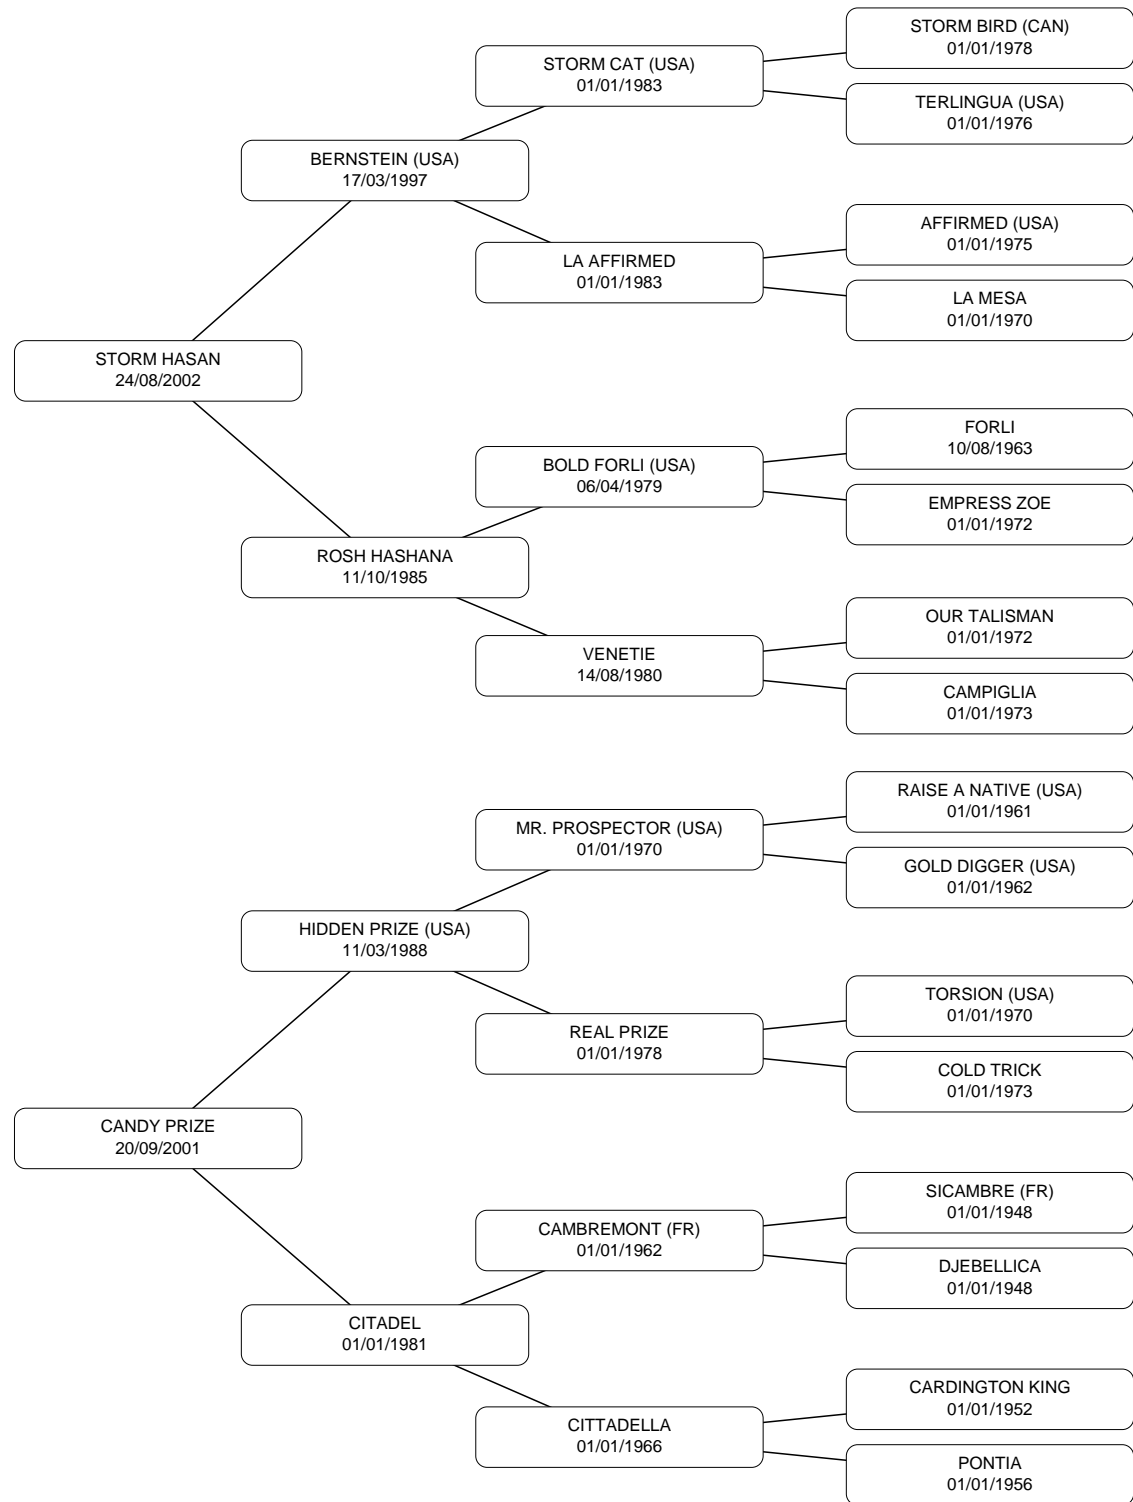 STORM BIRD (CAN)
01/01/1978
STORM CAT (USA)
01/01/1983
TERLINGUA (USA)
01/01/1976
BERNSTEIN (USA)
17/03/1997
AFFIRMED (USA)
01/01/1975
LA AFFIRMED
01/01/1983
LA MESA
01/01/1970
STORM HASAN
24/08/2002
FORLI
10/08/1963
BOLD FORLI (USA)
06/04/1979
EMPRESS ZOE
01/01/1972
ROSH HASHANA
11/10/1985
OUR TALISMAN
01/01/1972
VENETIE
14/08/1980
CAMPIGLIA
01/01/1973
RAISE A NATIVE (USA)
01/01/1961
MR. PROSPECTOR (USA)
01/01/1970
GOLD DIGGER (USA)
01/01/1962
HIDDEN PRIZE (USA)
11/03/1988
TORSION (USA)
01/01/1970
REAL PRIZE
01/01/1978
COLD TRICK
01/01/1973
CANDY PRIZE
20/09/2001
SICAMBRE (FR)
01/01/1948
CAMBREMONT (FR)
01/01/1962
DJEBELLICA
01/01/1948
CITADEL
01/01/1981
CARDINGTON KING
01/01/1952
CITTADELLA
01/01/1966
PONTIA
01/01/1956